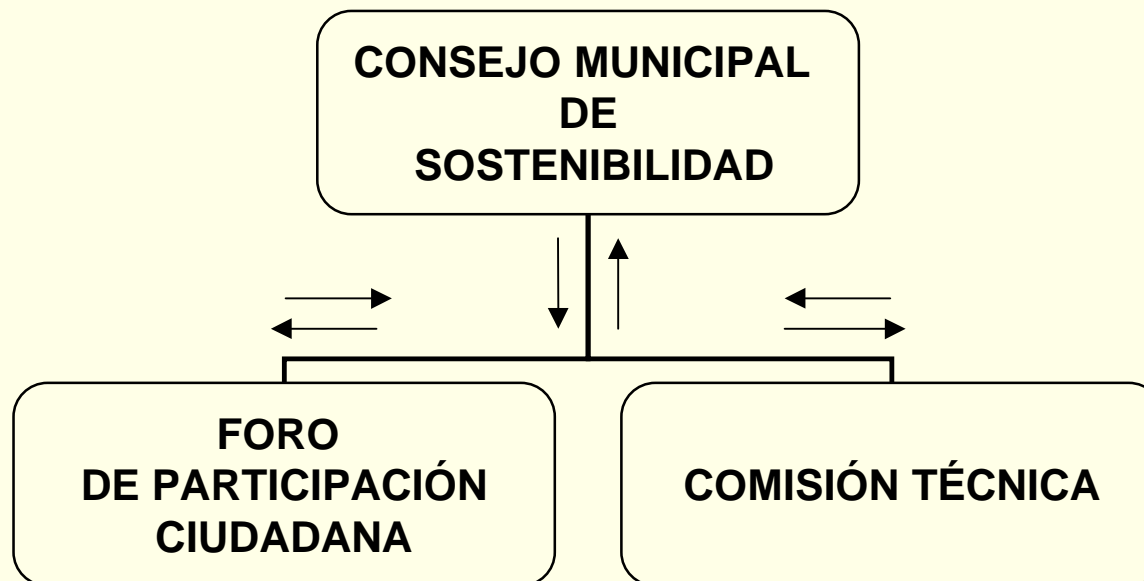 CONSEJO MUNICIPAL
DE
SOSTENIBILIDAD
FORO
DE PARTICIPACIÓN
CIUDADANA
COMISIÓN TÉCNICA